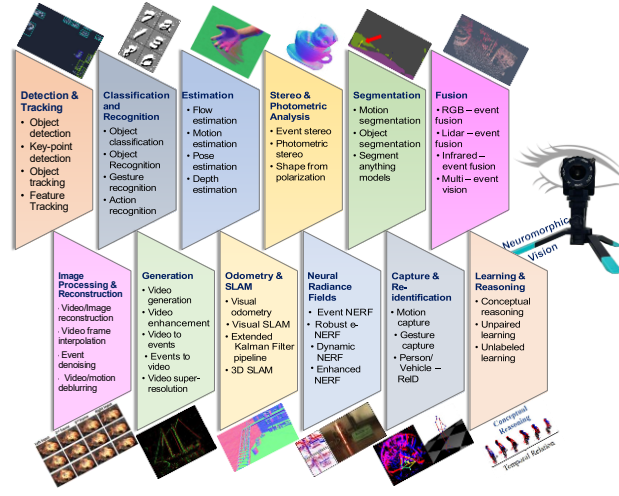 Detection &
Tracking
• Object
detection
• Key-point
detection
• Object
tracking
• Feature
Tracking
Classification
and
Recognition
• Object
classification
• Object
Recognition
• Gesture
recognition
• Action
recognition
Estimation
• Flow
estimation
• Motion
estimation
• Pose
estimation
• Depth
estimation
Stereo &
Photometric
Analysis
• Event stereo
• Photometric
stereo
• Shape from
polarization
Segmentation
• Motion
segmentation
• Object
segmentation
• Segment
anything
models
Fusion
• RGB – event
fusion
• Lidar – event
fusion
• Infrared –
event fusion
• Multi – event
vision
Neuromorphic
Vision
Image
Processing &
Reconstruction
· Video/Image
reconstruction
· Video frame
interpolation
· Event
denoising
· Video/motion
deblurring
Generation
• Video
generation
• Video
enhancement
• Video to
events
• Events to
video
• Video super-
resolution
Odometry &
SLAM
• Visual
odometry
• Visual SLAM
• Extended
Kalman Filter
pipeline
• 3D SLAM
Neural
Radiance
Fields
• Event NERF
• Robust e-
NERF
• Dynamic
NERF
• Enhanced
NERF
Capture &
Re-
identification
• Motion
capture
• Gesture
capture
• Person/
Vehicle –
ReID
Learning &
Reasoning
• Conceptual
reasoning
• Unpaired
learning
• Unlabeled
learning
Conceptual
Reasoning
Temporal Relation